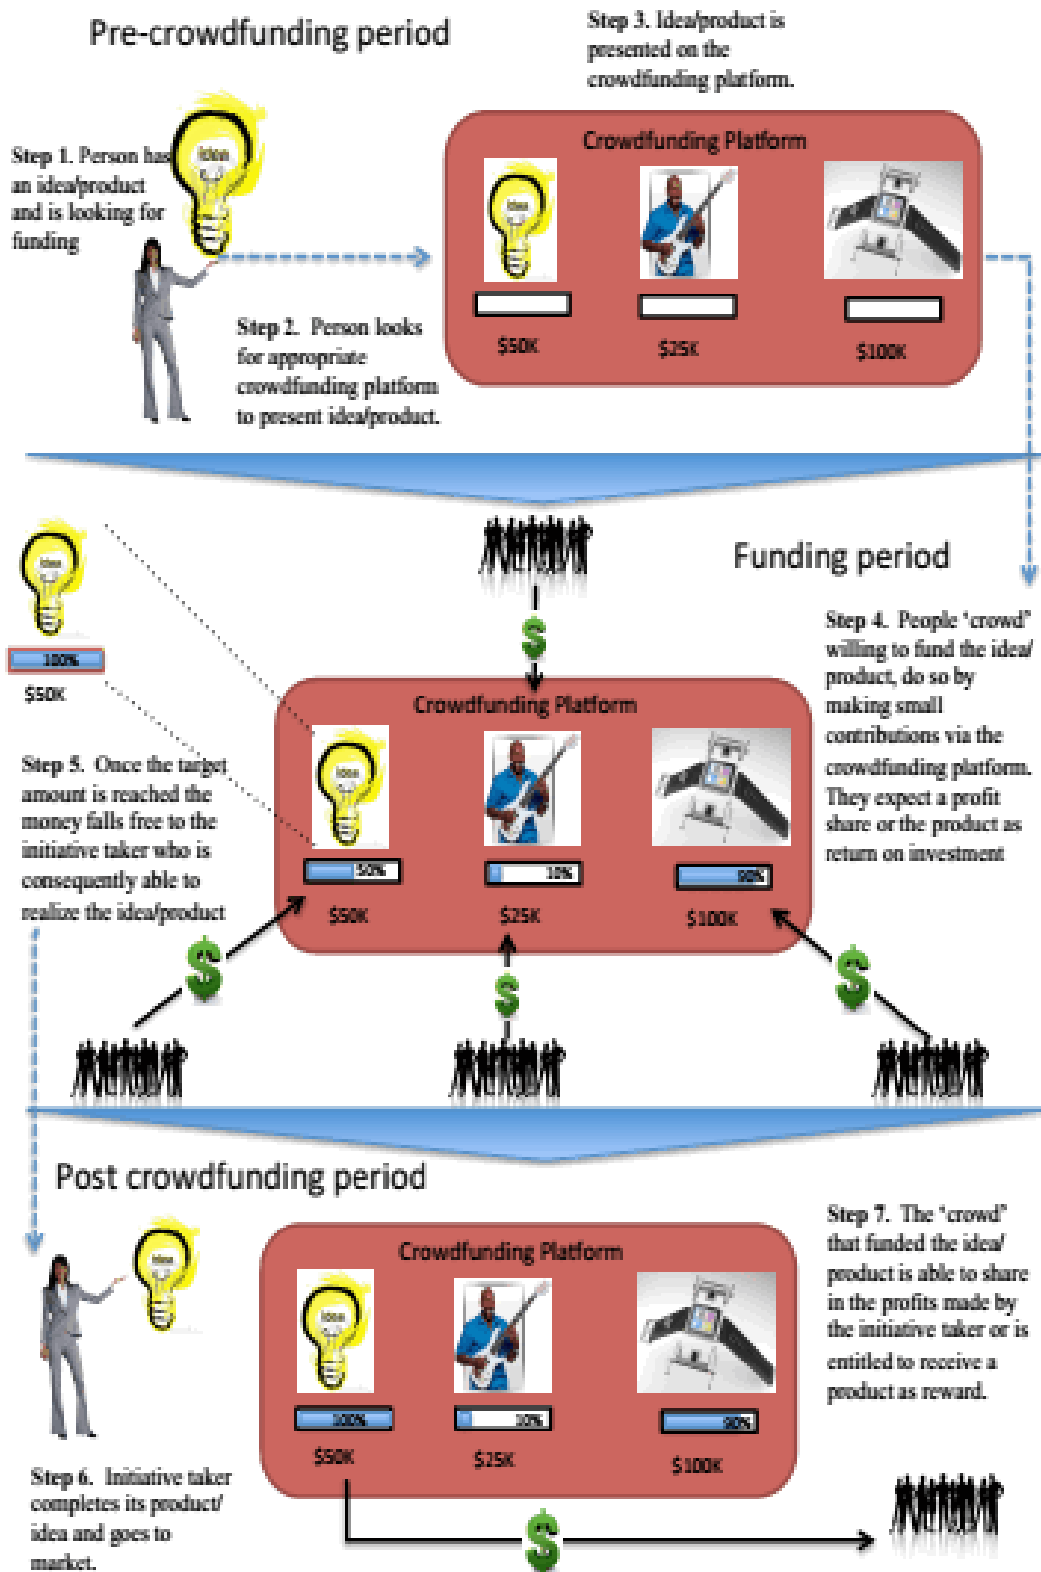 Pre-crowdfunding period
Step 3. Idea/product is
presented on the
crowdfunding platform.
Step 1. Person has
an idea/product
and is looking for
funding
Idea
Crowdfunding Platform
Idea
$50K
$25K
$100K
Step 2. Person looks
for appropriate
crowdfunding platform
to present idea/product.
Funding period
Idea
100%
$50K
Step 4. People ‘crowd’
willing to fund the idea/
product, do so by
making small
contributions via the
crowdfunding platform.
They expect a profit
share or the product as
return on investment
$
Crowdfunding Platform
Idea
50%
10%
90%
$50K
$25K
$100K
Step 5. Once the target
amount is reached the
money falls free to the
initiative taker who is
consequently able to
realize the idea/product
$
$
$
Post crowdfunding period
Idea
Crowdfunding Platform
Idea
100%
10%
90%
$50K
$25K
$100K
Step 7. The ‘crowd’
that funded the idea/
product is able to share
in the profits made by
the initiative taker or is
entitled to receive a
product as reward.
Step 6. Initiative taker
completes its product/
idea and goes to
market.
$